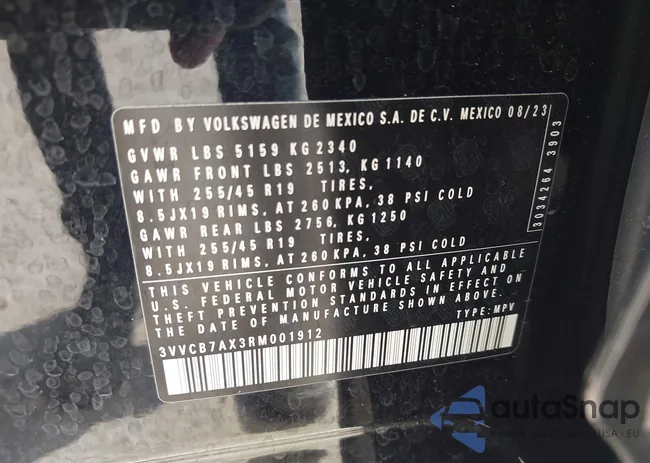 MFD BY VOLKSWAGEN DE MEXICO S.A. DE C.V. MEXICO 08/23
GVWR LBS 5159 KG 2340
GAWR FRONT LBS 2513, KG 1140
WITH 255/45 R19 TIRES,
8.5JX19 RIMS, AT 260 KPA, 38 PSI COLD
GAWR REAR LBS 2756, KG 1250
WITH 255/45 R19 TIRES,
8.5JX19 RIMS, AT 260 KPA, 38 PSI COLD
3034264 3903
THIS VEHICLE CONFORMS TO ALL APPLICABLE
U.S. FEDERAL MOTOR VEHICLE SAFETY AND
THEFT PREVENTION STANDARDS IN EFFECT ON
THE DATE OF MANUFACTURE SHOWN ABOVE.
TYPE: MPV
3VVCB7AX3RM001912
autoSnap
USA / EU